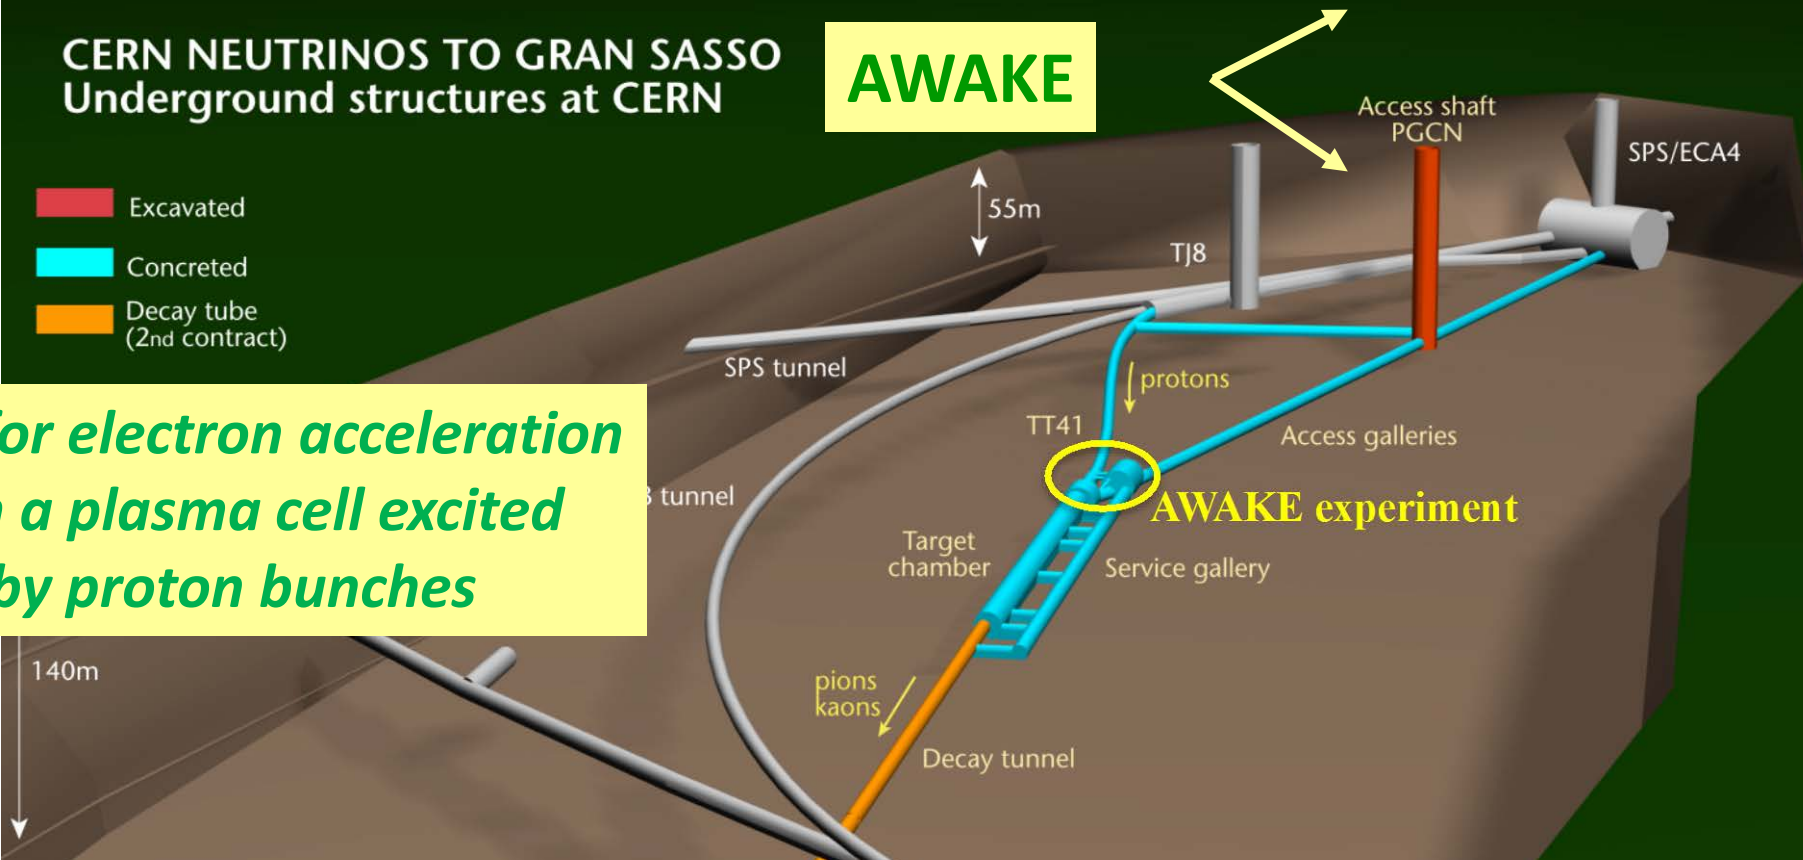 CERN NEUTRINOS TO GRAN SASSO
Underground structures at CERN
AWAKE
Access shaft
PGCN
SPS/ECA4
Excavated
55m
Concreted
TJ8
Decay tube
(2nd contract)
SPS tunnel
protons
for electron acceleration
a plasma cell excited
by proton bunches
TT41
Access galleries
tunnel
AWAKE experiment
Target
chamber
Service gallery
140m
pions
kaons
Decay tunnel